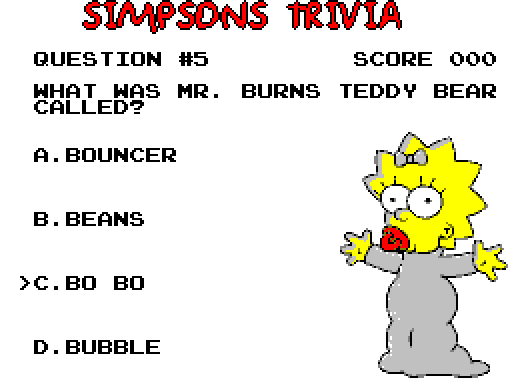 SIMPSONS TRIVIA
QUESTION #5 SCORE 000
WHAT WAS MR. BURNS TEDDY BEAR
CALLED?
A.BOUNCER
B.BEANS
>C.BO BO
D.BUBBLE